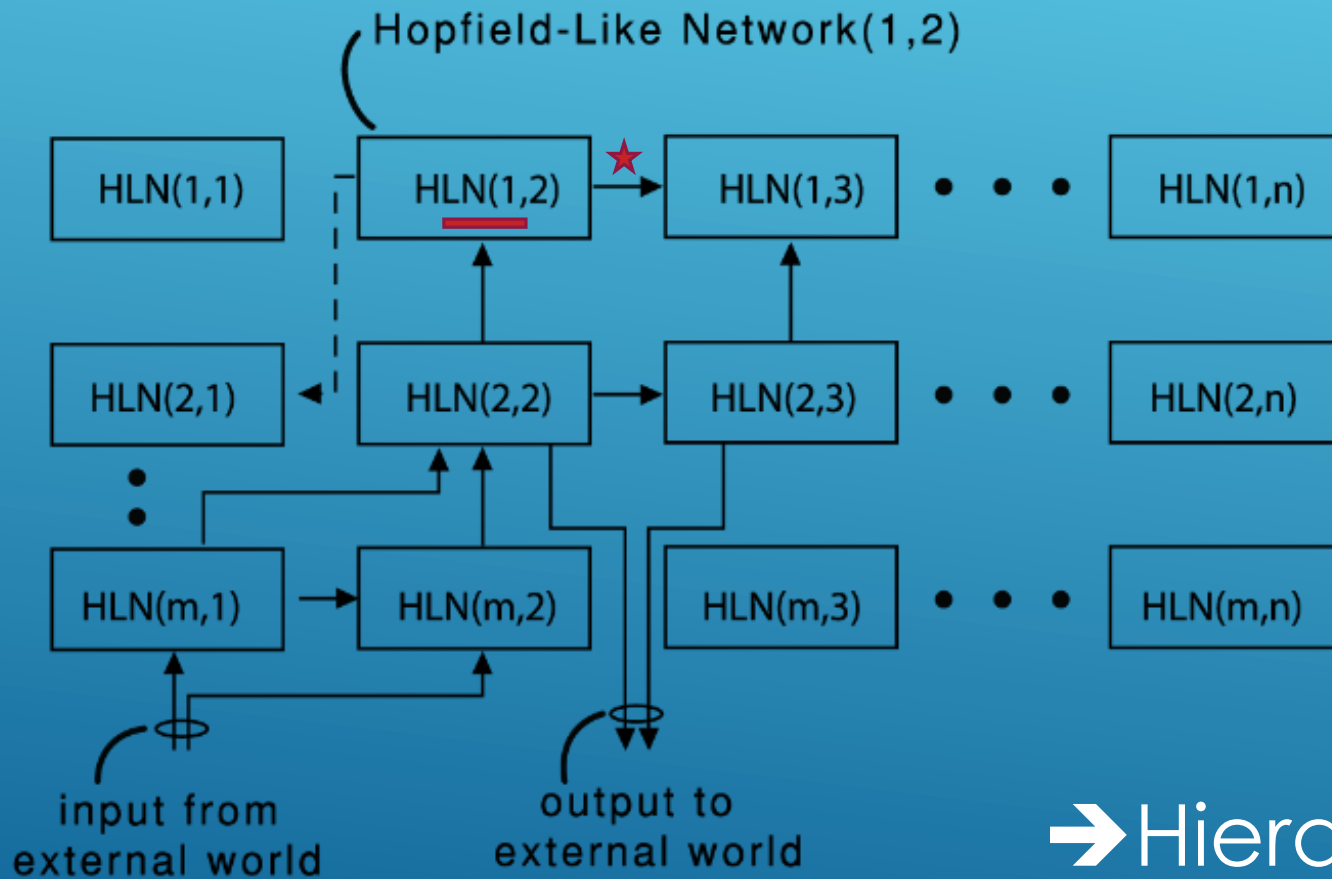 Hopfield-Like Network(1,2)
HLN(1,1) HLN(1,2) HLN(1,3) HLN(1,n)
HLN(2,1) HLN(2,2) HLN(2,3) HLN(2,n)
HLN(m,1) HLN(m,2) HLN(m,3) HLN(m,n)
input from
external world
output to
external world